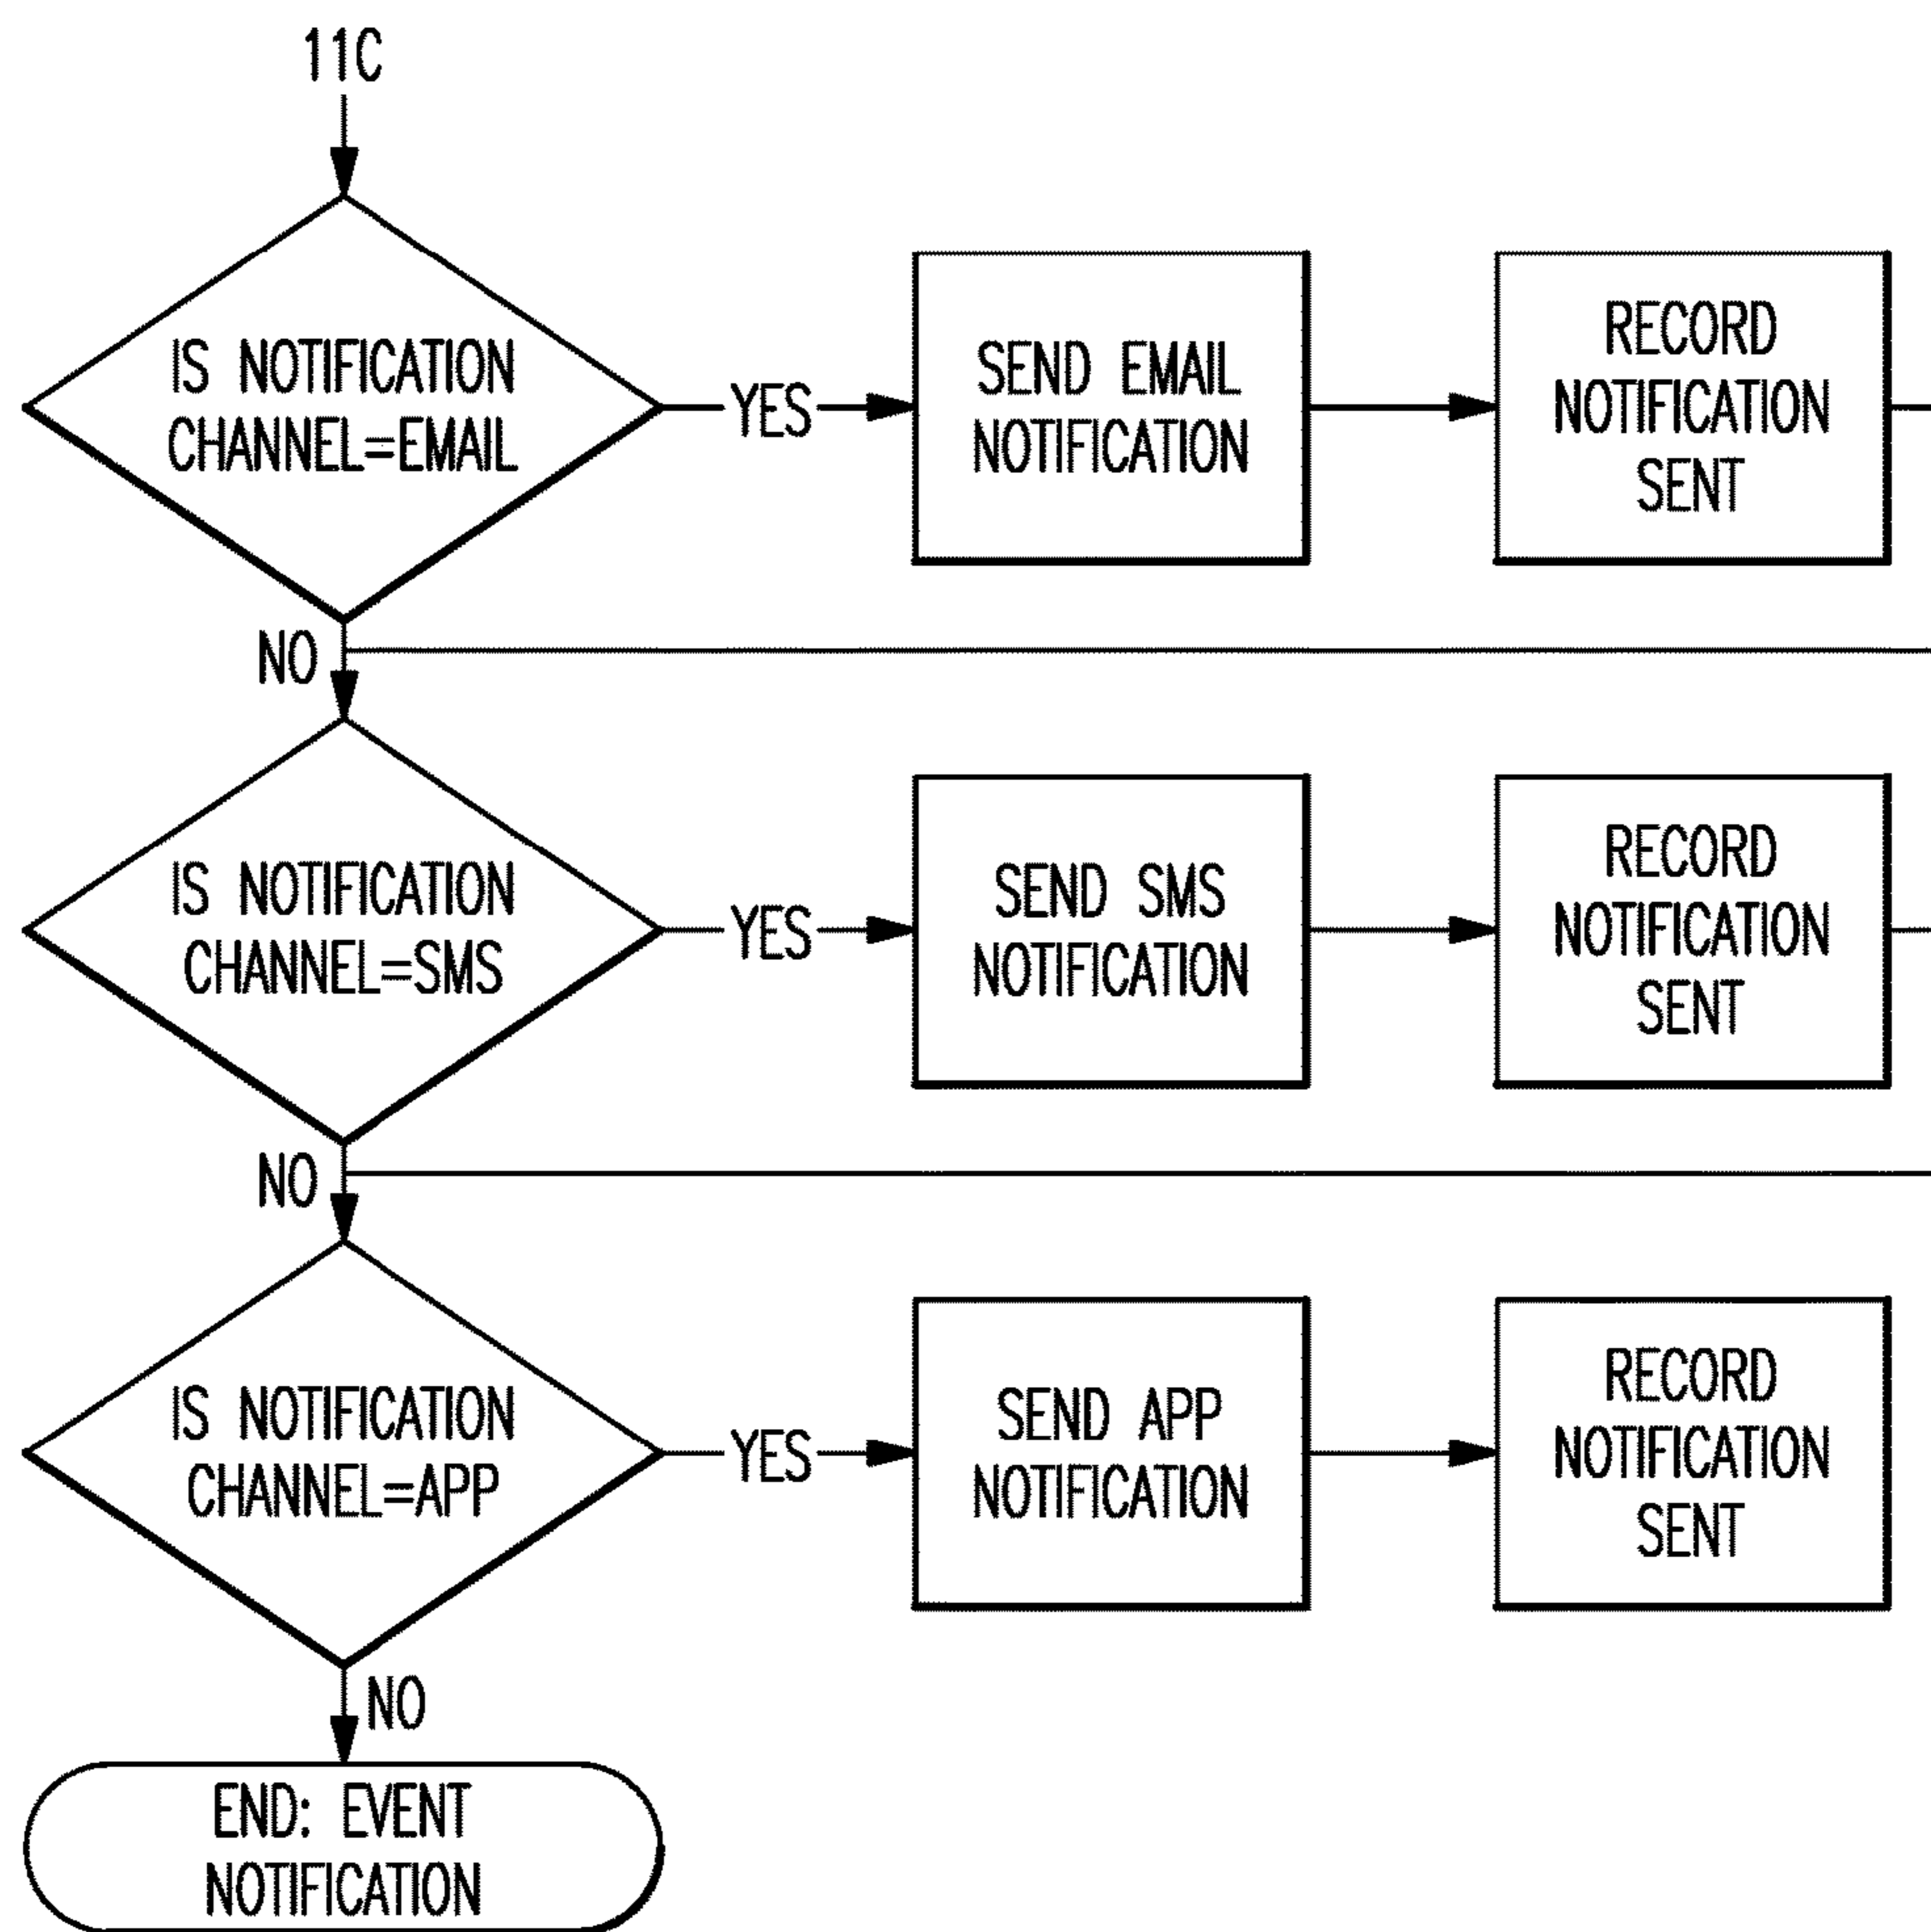 11C
IS NOTIFICATION
CHANNEL=EMAIL
YES
SEND EMAIL
NOTIFICATION
RECORD
NOTIFICATION
SENT
NO
IS NOTIFICATION
CHANNEL=SMS
YES
SEND SMS
NOTIFICATION
RECORD
NOTIFICATION
SENT
NO
IS NOTIFICATION
CHANNEL=APP
YES
SEND APP
NOTIFICATION
RECORD
NOTIFICATION
SENT
NO
END: EVENT
NOTIFICATION